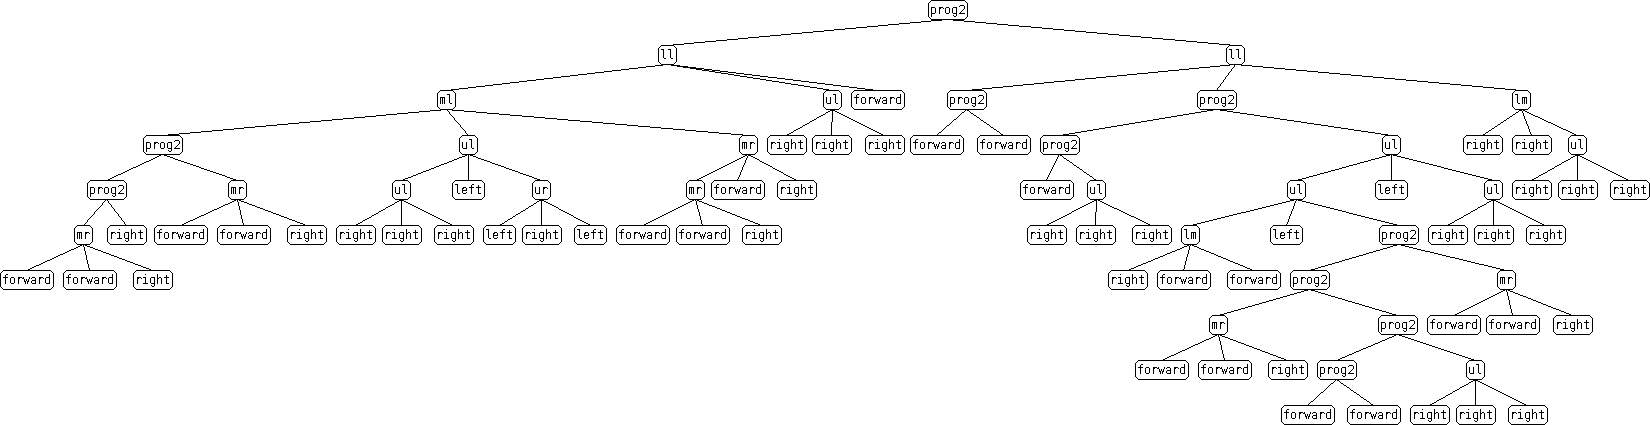 prog2
ll ll
ml ul forward prog2 prog2 lm
prog2 ul mr right right right forward forward prog2 ul right right ul
prog2 mr ul left ur mr forward right forward ul ul left ul right right right
mr right forward forward right right right right left right left forward forward right right right right lm left prog2 right right right
forward forward right right forward forward prog2 mr
mr prog2 forward forward right
forward forward right prog2 ul
forward forward right right right